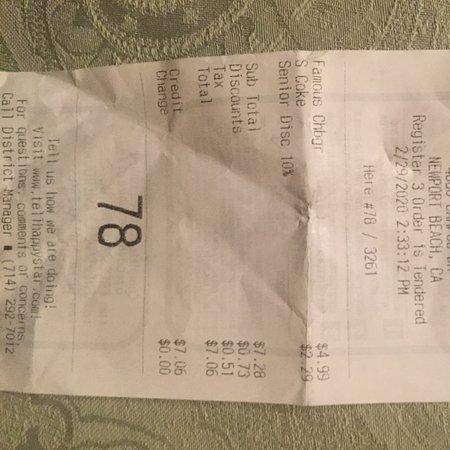 NEWPORT BEACH, CA
Register 3 Order is Tendered
2/29/2020 2:33:12 PM
Here #78 / 3261
Famous Chbgr $4.99
S Coke $2.29
Senior Disc 10%
Sub Total $7.28
Discounts $0.73
Tax $0.51
Total $7.06
Credit $7.06
Change $0.00
78
Tell us how we are doing!
Visit www.tellhappystar.com!
For questions, comments or concerns,
Call District Manager ■ (714) 292-7012